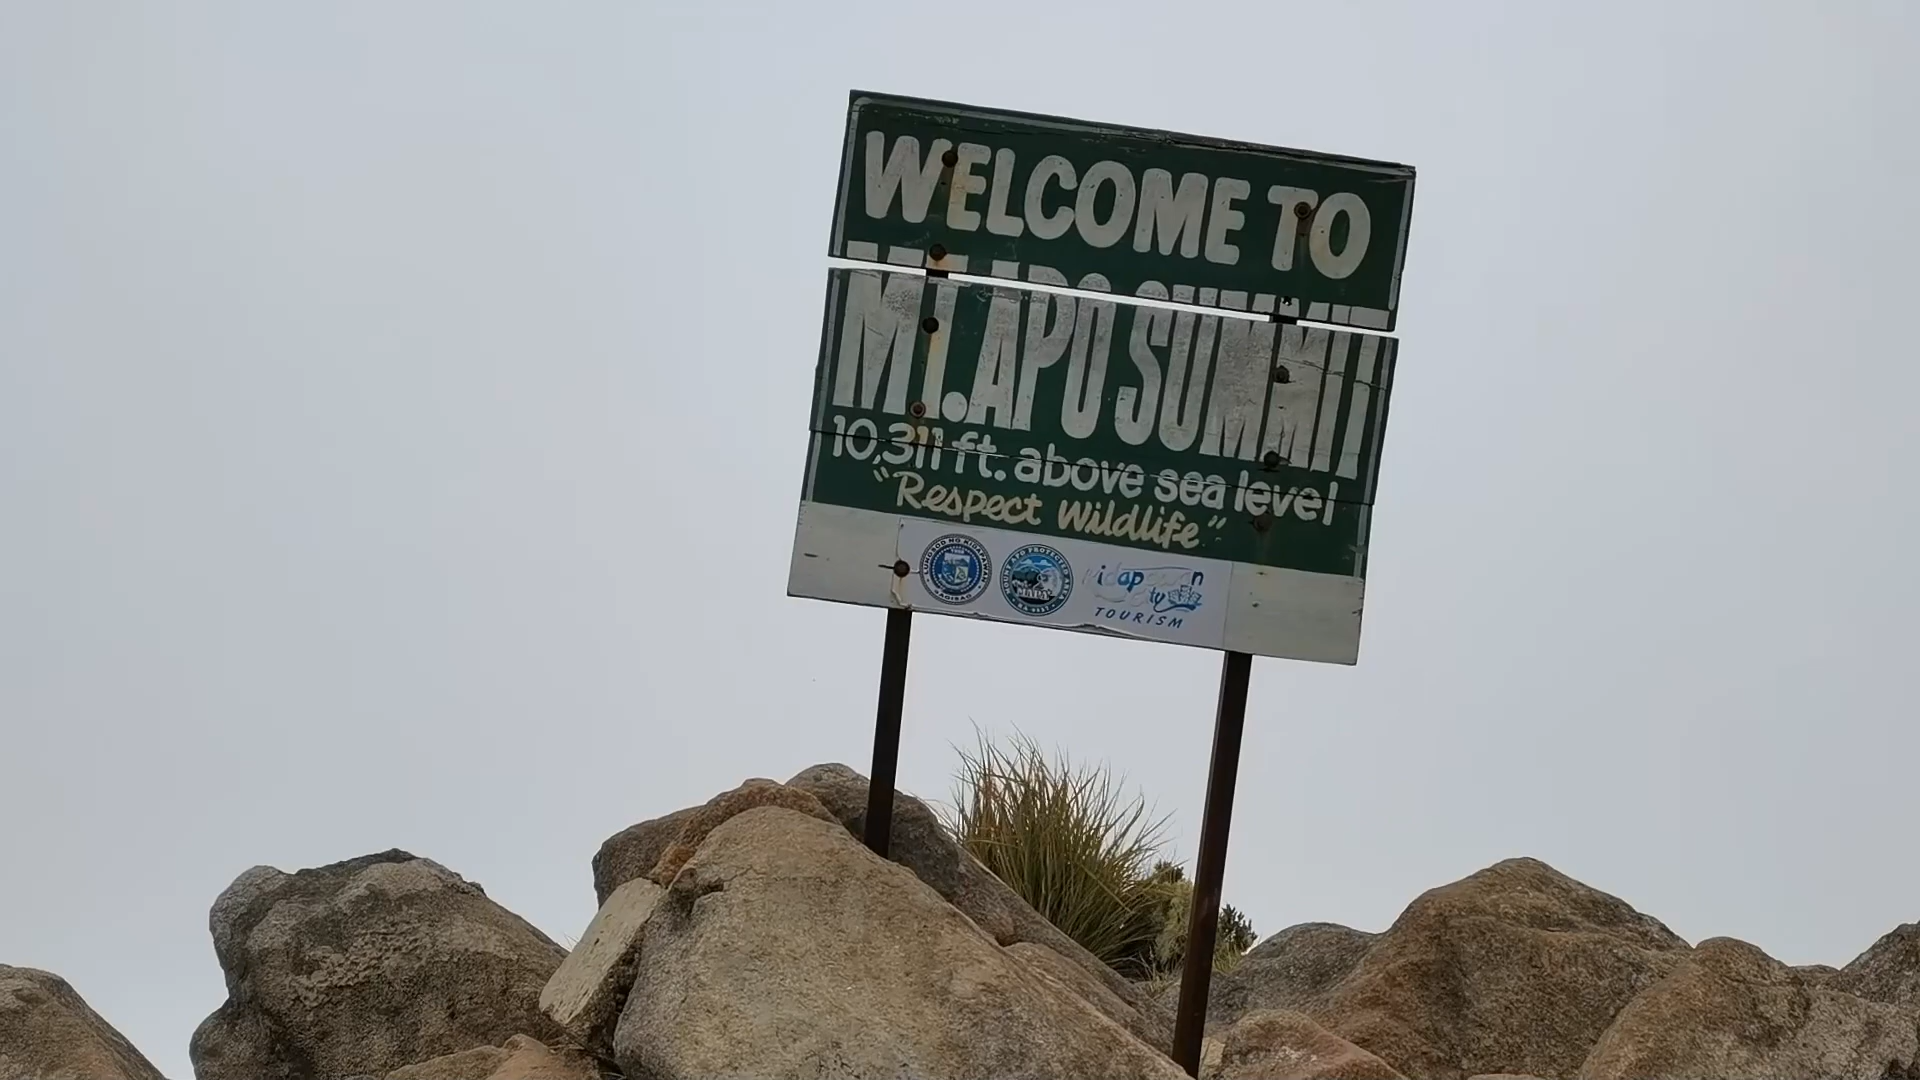 WELCOME TO
MT. APO SUMMIT
10,311 ft. above sea level
"Respect Wildlife"
TOURISM